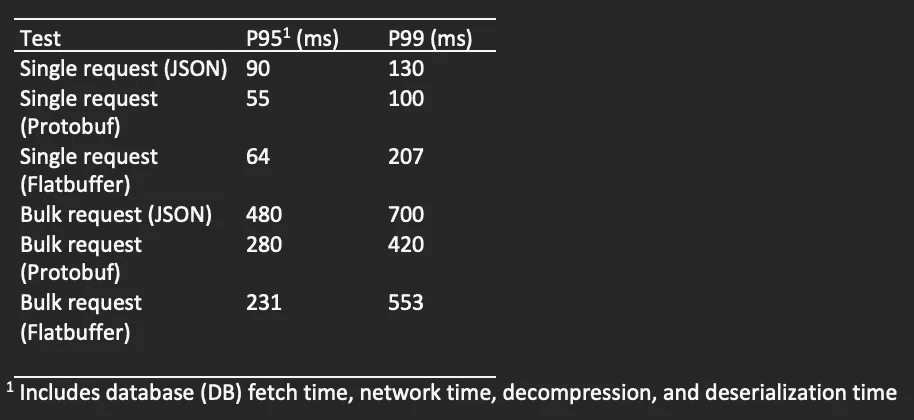 Test P95¹ (ms) P99 (ms)
Single request (JSON) 90 130
Single request 55 100
(Protobuf)
Single request 64 207
(Flatbuffer)
Bulk request (JSON) 480 700
Bulk request 280 420
(Protobuf)
Bulk request 231 553
(Flatbuffer)
¹ Includes database (DB) fetch time, network time, decompression, and deserialization time